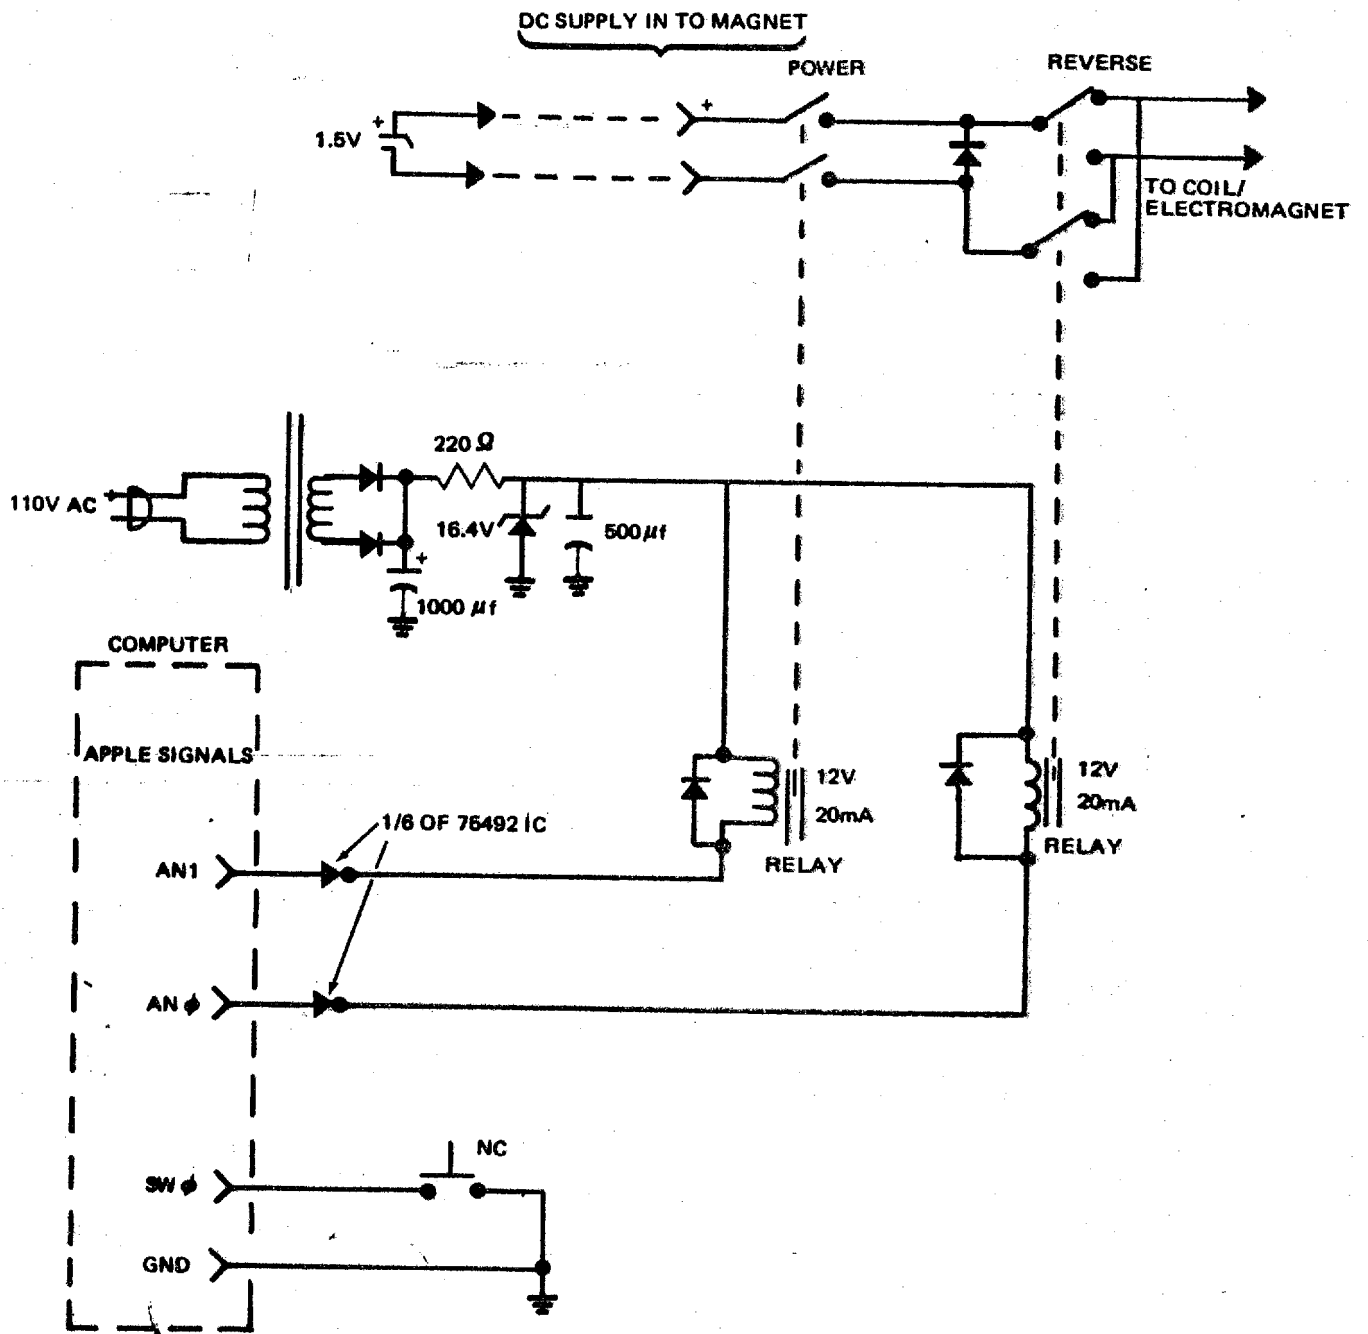 DC SUPPLY IN TO MAGNET
POWER
REVERSE
+
+
1.5V
TO COIL/
ELECTROMAGNET
220 Ω
110V AC
16.4V
500 μf
+
1000 μf
COMPUTER
APPLE SIGNALS
12V
20mA
RELAY
12V
20mA
RELAY
1/6 OF 75492 IC
AN1
AN ϕ
NC
SW ϕ
GND